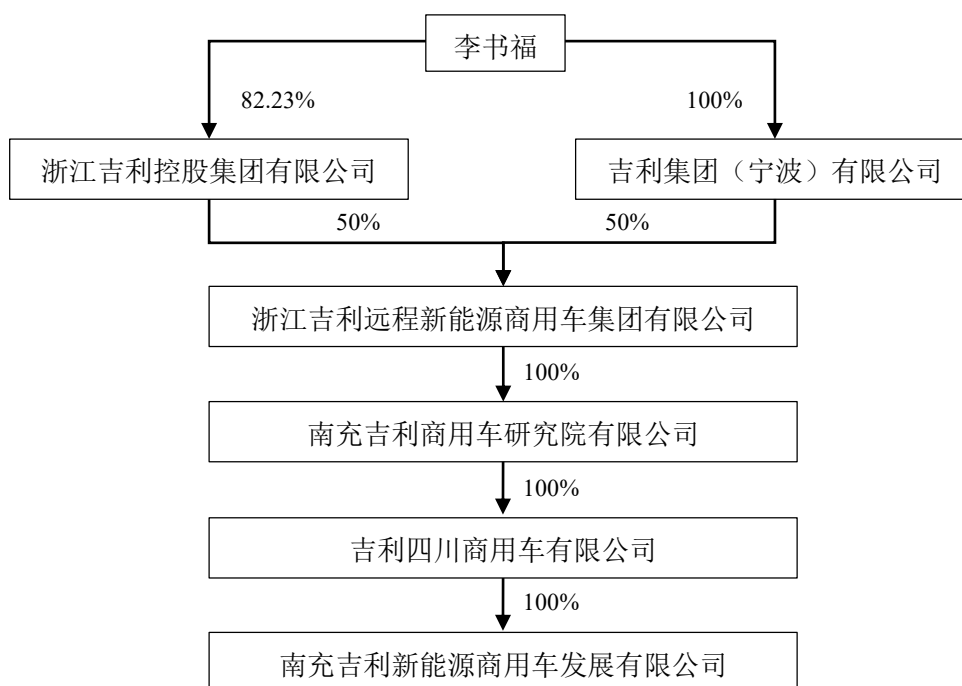 李书福
82.23%
100%
浙江吉利控股集团有限公司
吉利集团（宁波）有限公司
50%
50%
浙江吉利远程新能源商用车集团有限公司
100%
南充吉利商用车研究院有限公司
100%
吉利四川商用车有限公司
100%
南充吉利新能源商用车发展有限公司